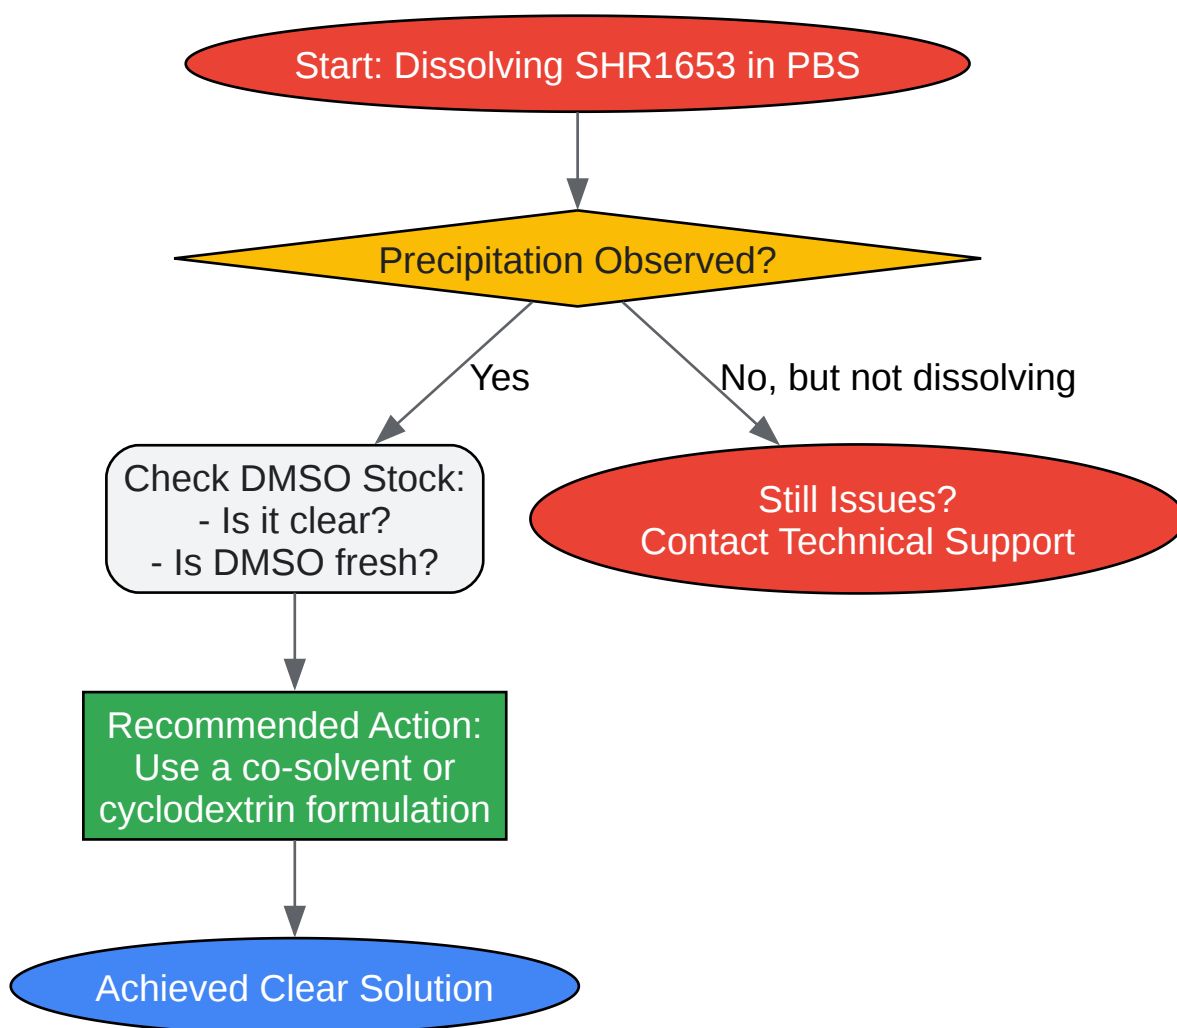 Start: Dissolving SHR1653 in PBS
Precipitation Observed?
Yes
No, but not dissolving
Check DMSO Stock:
- Is it clear?
- Is DMSO fresh?
Still Issues?
Contact Technical Support
Recommended Action:
Use a co-solvent or
cyclodextrin formulation
Achieved Clear Solution